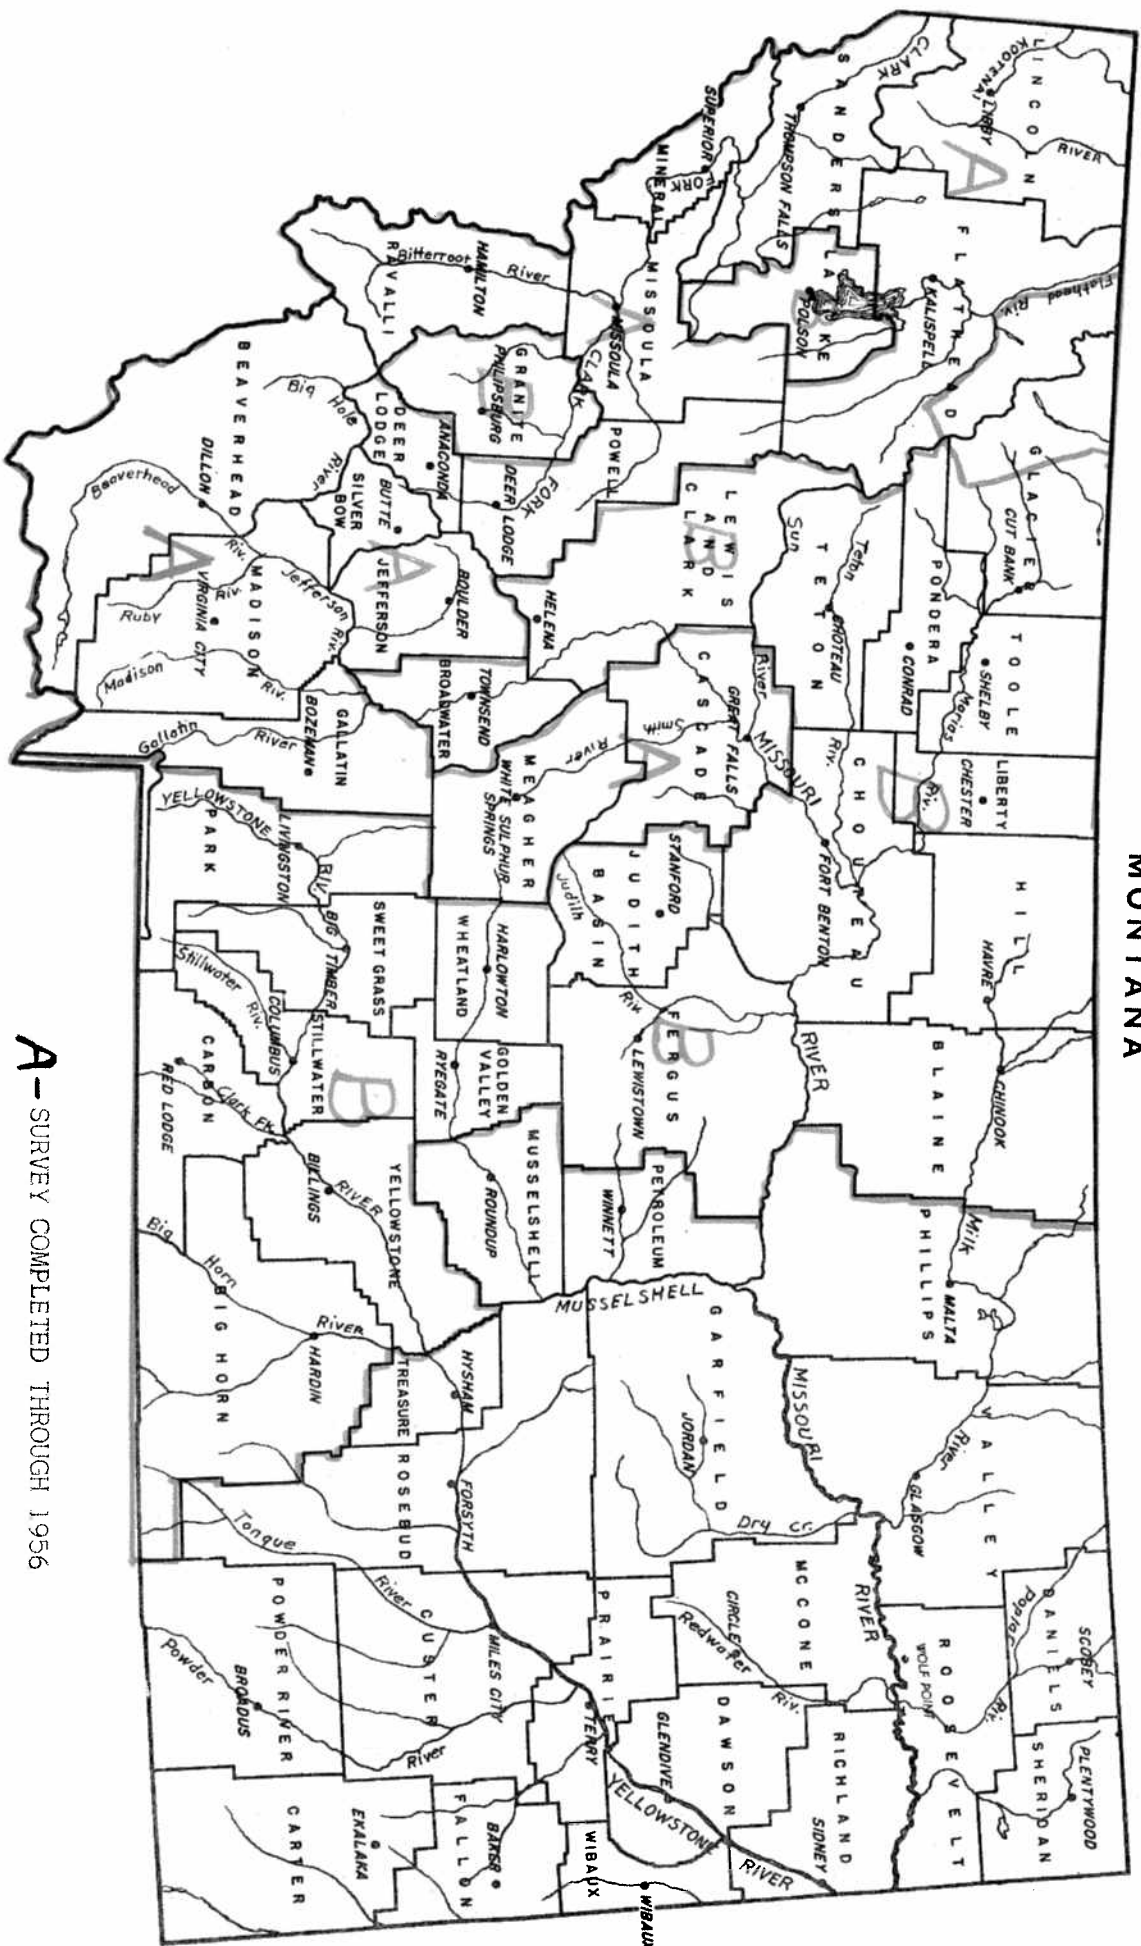 MONTANA
LINCOLN
KOOTENAI
LIBBY
RIVER
A
FLATHEAD
KALISPELL
Flathead
Riv.
GLACIER
CUT BANK
TOOLE
SHELBY
Marias
Riv.
LIBERTY
CHESTER
HILL
HAVRE
BLAINE
CHINOOK
Milk
PHILLIPS
MALTA
VALLEY
River
GLASGOW
DANIELS
SCOBEY
Poplar
Riv.
SHERIDAN
PLENTYWOOD
ROOSEVELT
WOLF POINT
CLARK
SANDERS
THOMPSON FALLS
LAKE
POLSON
B
PONDERA
CONRAD
TETON
Teton
CHOTEAU
Riv.
Sun
River
CHOUTEAU
B
FORT BENTON
MISSOURI
RIVER
SUPERIOR
MINERAL
FORK
MISSOULA
MISSOULA
A
CLARK
FORK
POWELL
DEER LODGE
LEWIS
AND
CLARK
B
HELENA
CASCADE
GREAT FALLS
Smith
River
A
JUDITH
BASIN
STANFORD
Judith
Riv.
FERGUS
LEWISTOWN
B
PETROLEUM
WINNETT
MUSSELSHELL
GARFIELD
JORDAN
MISSOURI
RIVER
Dry Cr.
MCCONE
CIRCLE
Redwater
Riv.
RICHLAND
SIDNEY
DAWSON
GLENDIVE
YELLOWSTONE
RIVER
PRAIRIE
TERRY
WIBAUX
WIBAUX
RAVALLI
HAMILTON
Bitterroot
River
GRANITE
PHILIPSBURG
B
DEER
LODGE
ANACONDA
SILVER
BOW
BUTTE
JEFFERSON
BOULDER
A
BROADWATER
TOWNSEND
MEAGHER
WHITE SULPHUR
SPRINGS
WHEATLAND
HARLOWTON
GOLDEN
VALLEY
RYEGATE
MUSSELSHELL
ROUNDUP
TREASURE
HYSHAM
ROSEBUD
FORSYTH
CUSTER
MILES CITY
FALLON
BAKER
BEAVERHEAD
DILLON
Big Hole
River
Beaverhead
Riv.
A
MADISON
VIRGINIA CITY
Ruby
Riv.
Jefferson
Riv.
Madison
Riv.
GALLATIN
BOZEMAN
Gallatin
River
PARK
LIVINGSTON
YELLOWSTONE
RIV.
SWEET GRASS
BIG TIMBER
STILLWATER
COLUMBUS
Stillwater
Riv.
B
CARBON
RED LODGE
Clark Fk.
YELLOWSTONE
BILLINGS
RIVER
BIG HORN
HARDIN
Big
Horn
River
Tongue
River
POWDER RIVER
BROADUS
Powder
River
CARTER
EKALAKA
A- SURVEY COMPLETED THROUGH 1956